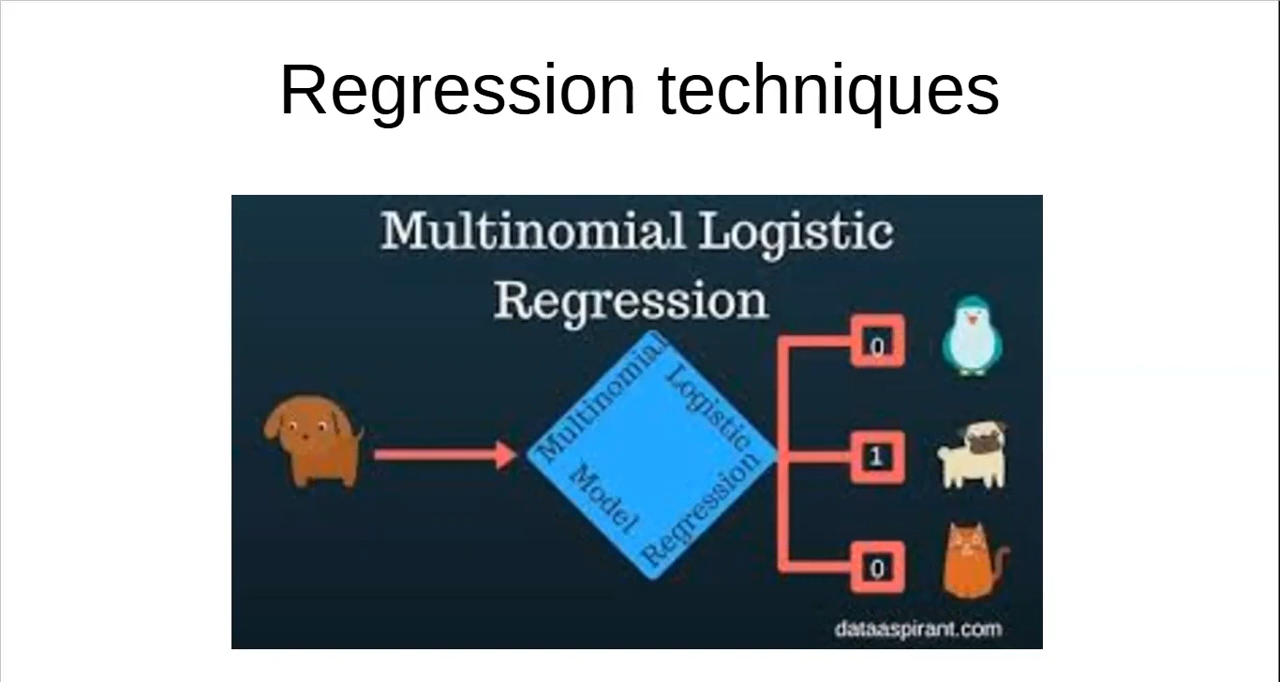 Regression techniques
Multinomial Logistic
Regression
Multinomial
Logistic
Model
Regression
0
1
0
dataaspirant.com